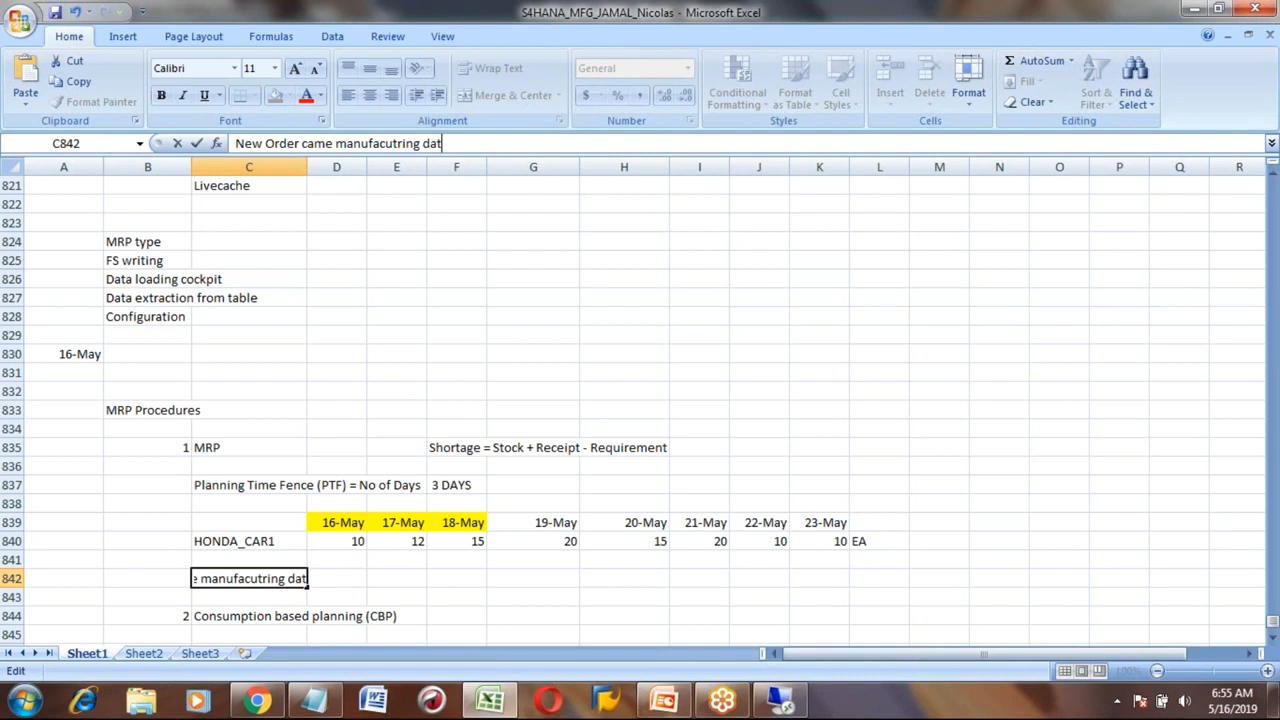 S4HANA_MFG_JAMAL_Nicolas - Microsoft Excel
Home Insert Page Layout Formulas Data Review View
Paste Cut Copy Format Painter
Calibri 11 A A B I U A
Wrap Text Merge & Center
General $ % ,
Conditional Formatting Format as Table Cell Styles
Insert Delete Format
AutoSum Fill Clear Sort & Filter Find & Select
Clipboard Font Alignment Number Styles Cells Editing
C842 fx New Order came manufacutring dat
A B C D E F G H I J K L M N O P Q R
821 Livecache
822
823
824 MRP type
825 FS writing
826 Data loading cockpit
827 Data extraction from table
828 Configuration
829
830 16-May
831
832
833 MRP Procedures
834
835 1 MRP Shortage = Stock + Receipt - Requirement
836
837 Planning Time Fence (PTF) = No of Days 3 DAYS
838
839 16-May 17-May 18-May 19-May 20-May 21-May 22-May 23-May
840 HONDA_CAR1 10 12 15 20 15 20 10 10 EA
841
842 e manufacutring dat
843
844 2 Consumption based planning (CBP)
845
Sheet1 Sheet2 Sheet3
Edit 100%
6:55 AM
5/16/2019